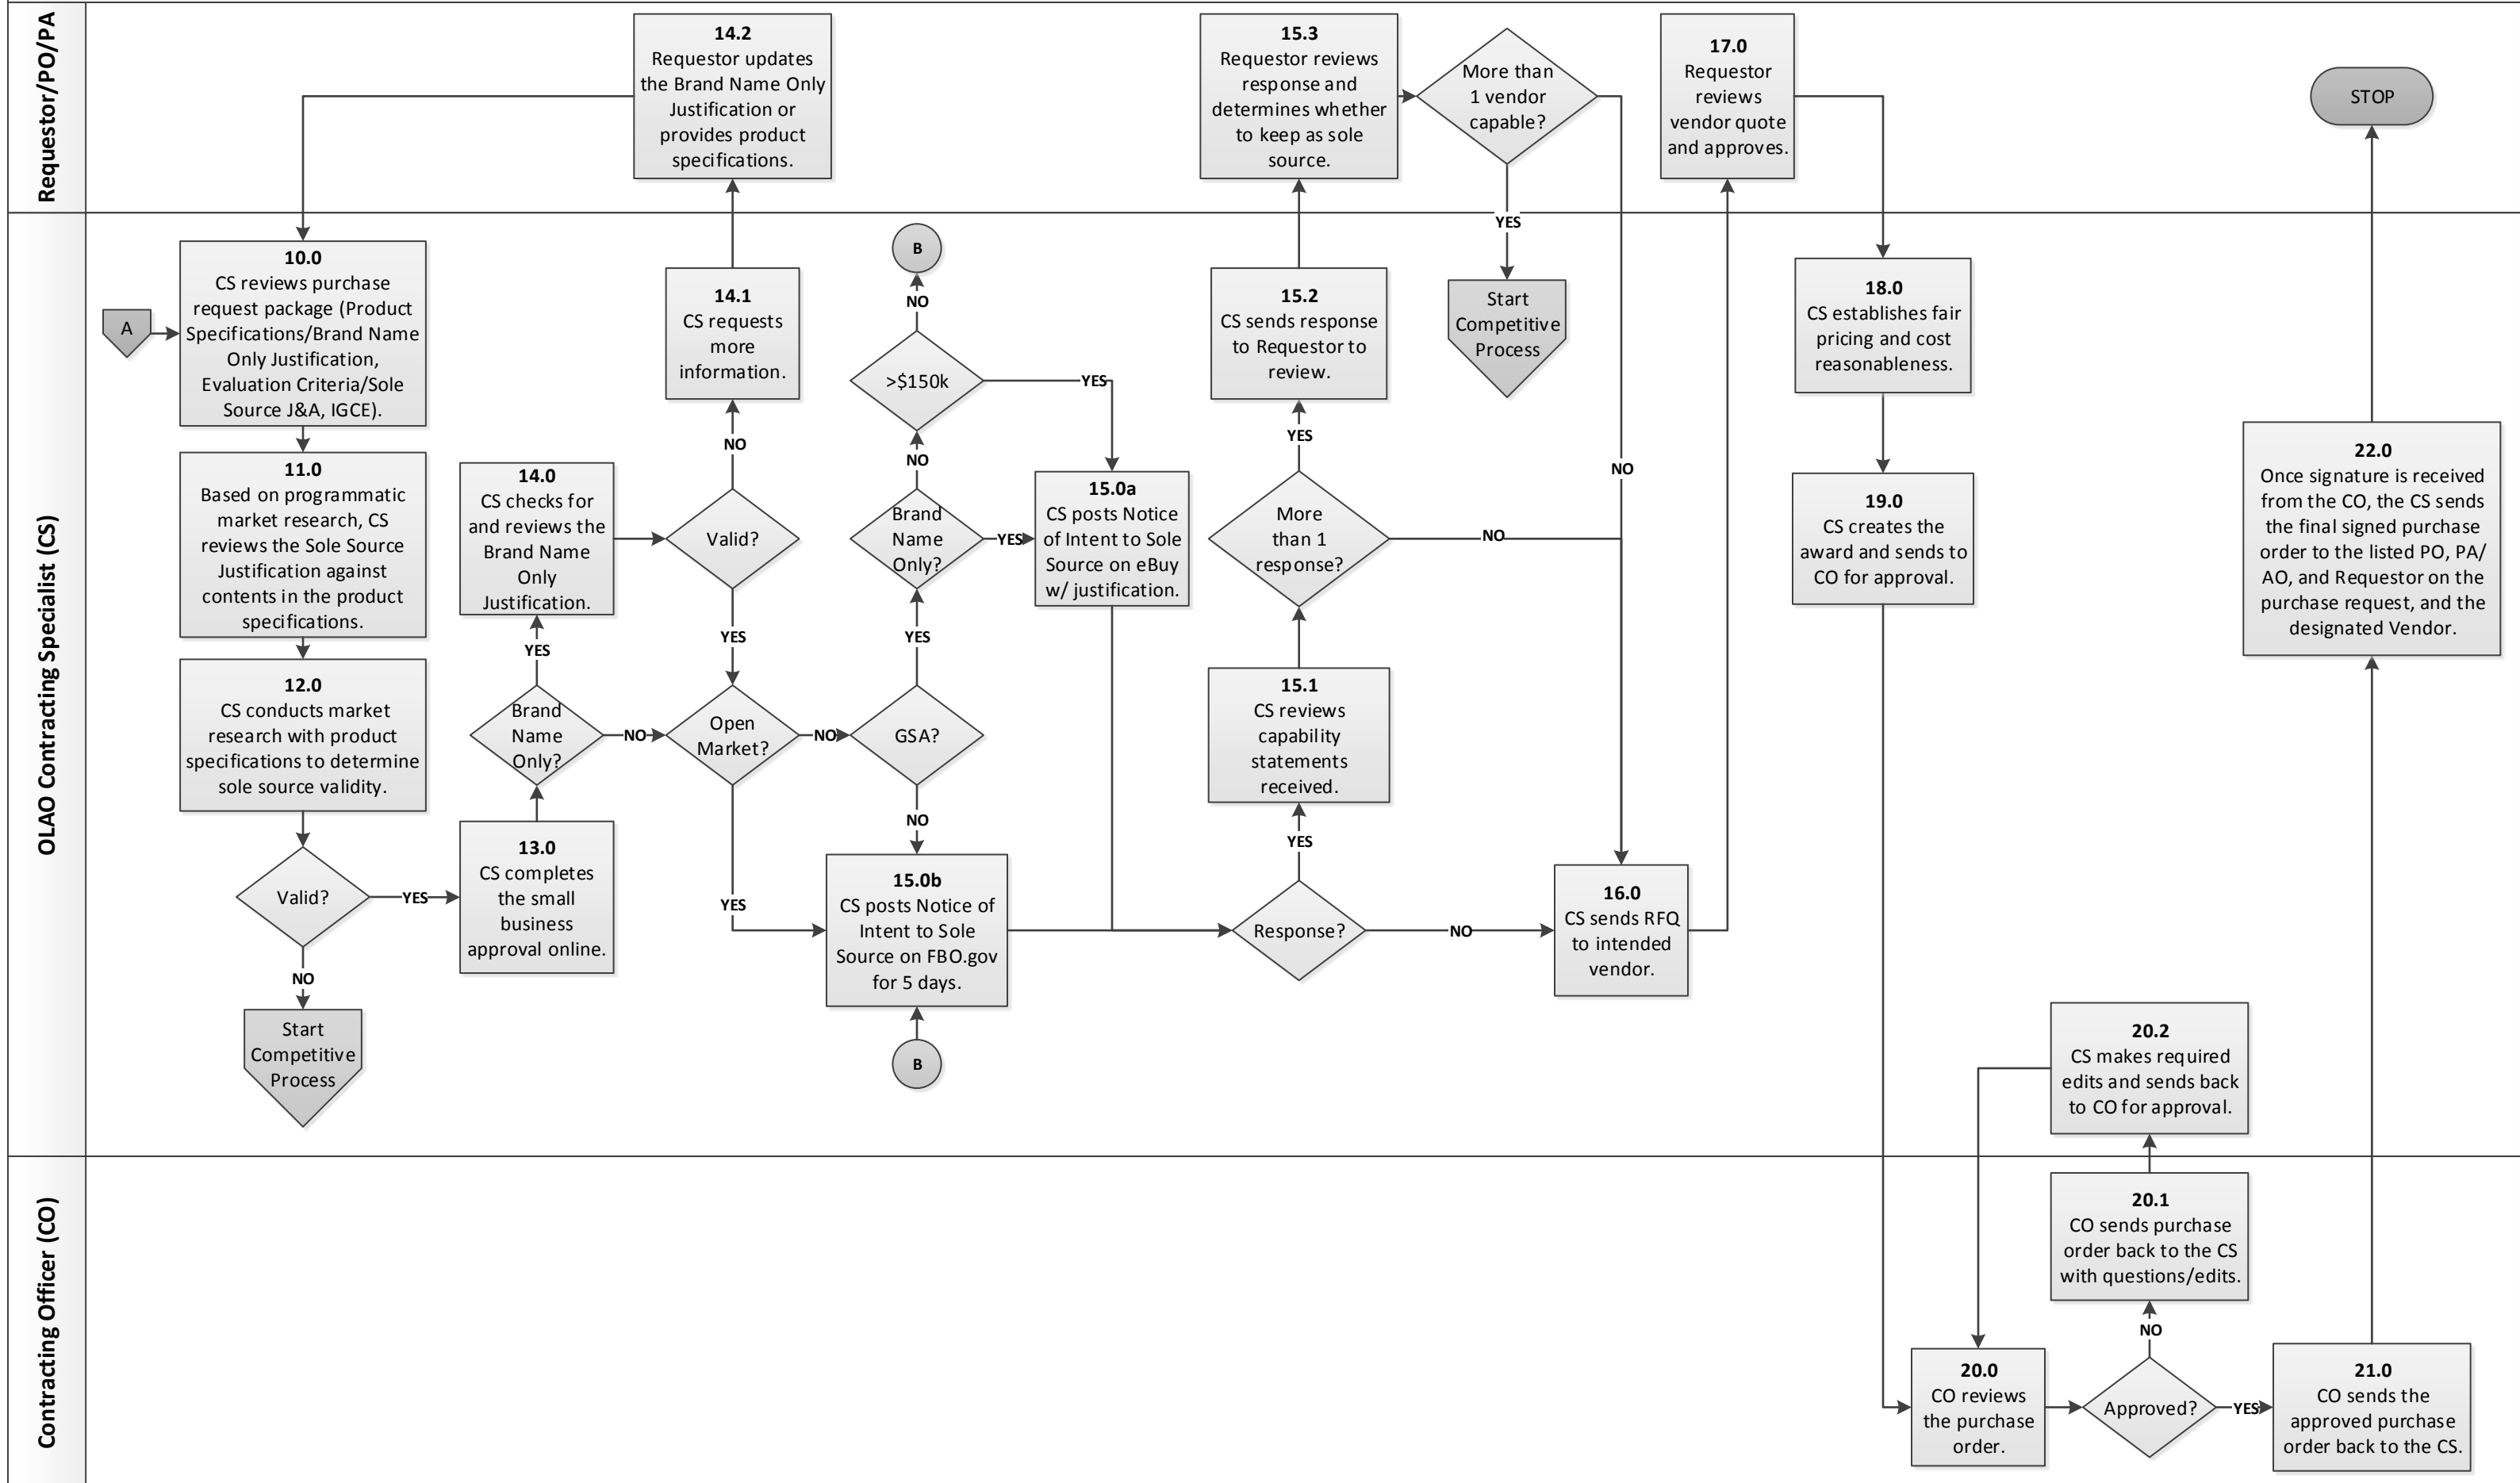 Requestor/PO/PA
14.2
Requestor updates
the Brand Name Only
Justification or
provides product
specifications.
15.3
Requestor reviews
response and
determines whether
to keep as sole
source.
More than
1 vendor
capable?
17.0
Requestor
reviews
vendor quote
and approves.
STOP
YES
NO
OLAO Contracting Specialist (CS)
A
10.0
CS reviews purchase
request package (Product
Specifications/Brand Name
Only Justification,
Evaluation Criteria/Sole
Source J&A, IGCE).
11.0
Based on programmatic
market research, CS
reviews the Sole Source
Justification against
contents in the product
specifications.
12.0
CS conducts market
research with product
specifications to determine
sole source validity.
Valid?
YES
NO
Start
Competitive
Process
13.0
CS completes
the small
business
approval online.
Brand
Name
Only?
YES
NO
14.0
CS checks for
and reviews the
Brand Name
Only
Justification.
Valid?
NO
YES
14.1
CS requests
more
information.
Open
Market?
NO
YES
GSA?
YES
NO
Brand
Name
Only?
YES
NO
>$150k
YES
NO
B
15.0a
CS posts Notice
of Intent to Sole
Source on eBuy
w/ justification.
15.0b
CS posts Notice of
Intent to Sole
Source on FBO.gov
for 5 days.
B
Response?
YES
NO
15.1
CS reviews
capability
statements
received.
More
than 1
response?
YES
NO
15.2
CS sends response
to Requestor to
review.
Start
Competitive
Process
16.0
CS sends RFQ
to intended
vendor.
18.0
CS establishes fair
pricing and cost
reasonableness.
19.0
CS creates the
award and sends to
CO for approval.
20.2
CS makes required
edits and sends back
to CO for approval.
22.0
Once signature is received
from the CO, the CS sends
the final signed purchase
order to the listed PO, PA/
AO, and Requestor on the
purchase request, and the
designated Vendor.
Contracting Officer (CO)
20.0
CO reviews
the purchase
order.
Approved?
NO
YES
20.1
CO sends purchase
order back to the CS
with questions/edits.
21.0
CO sends the
approved purchase
order back to the CS.